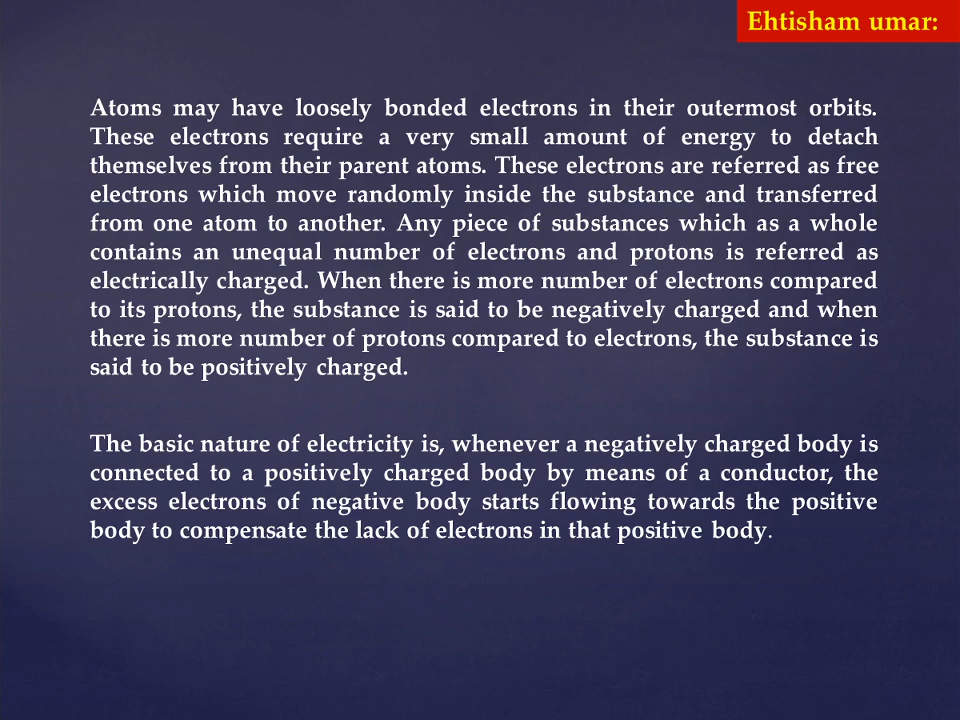 Ehtisham umar:
Atoms may have loosely bonded electrons in their outermost orbits.
These electrons require a very small amount of energy to detach
themselves from their parent atoms. These electrons are referred as free
electrons which move randomly inside the substance and transferred
from one atom to another. Any piece of substances which as a whole
contains an unequal number of electrons and protons is referred as
electrically charged. When there is more number of electrons compared
to its protons, the substance is said to be negatively charged and when
there is more number of protons compared to electrons, the substance is
said to be positively charged.
The basic nature of electricity is, whenever a negatively charged body is
connected to a positively charged body by means of a conductor, the
excess electrons of negative body starts flowing towards the positive
body to compensate the lack of electrons in that positive body.